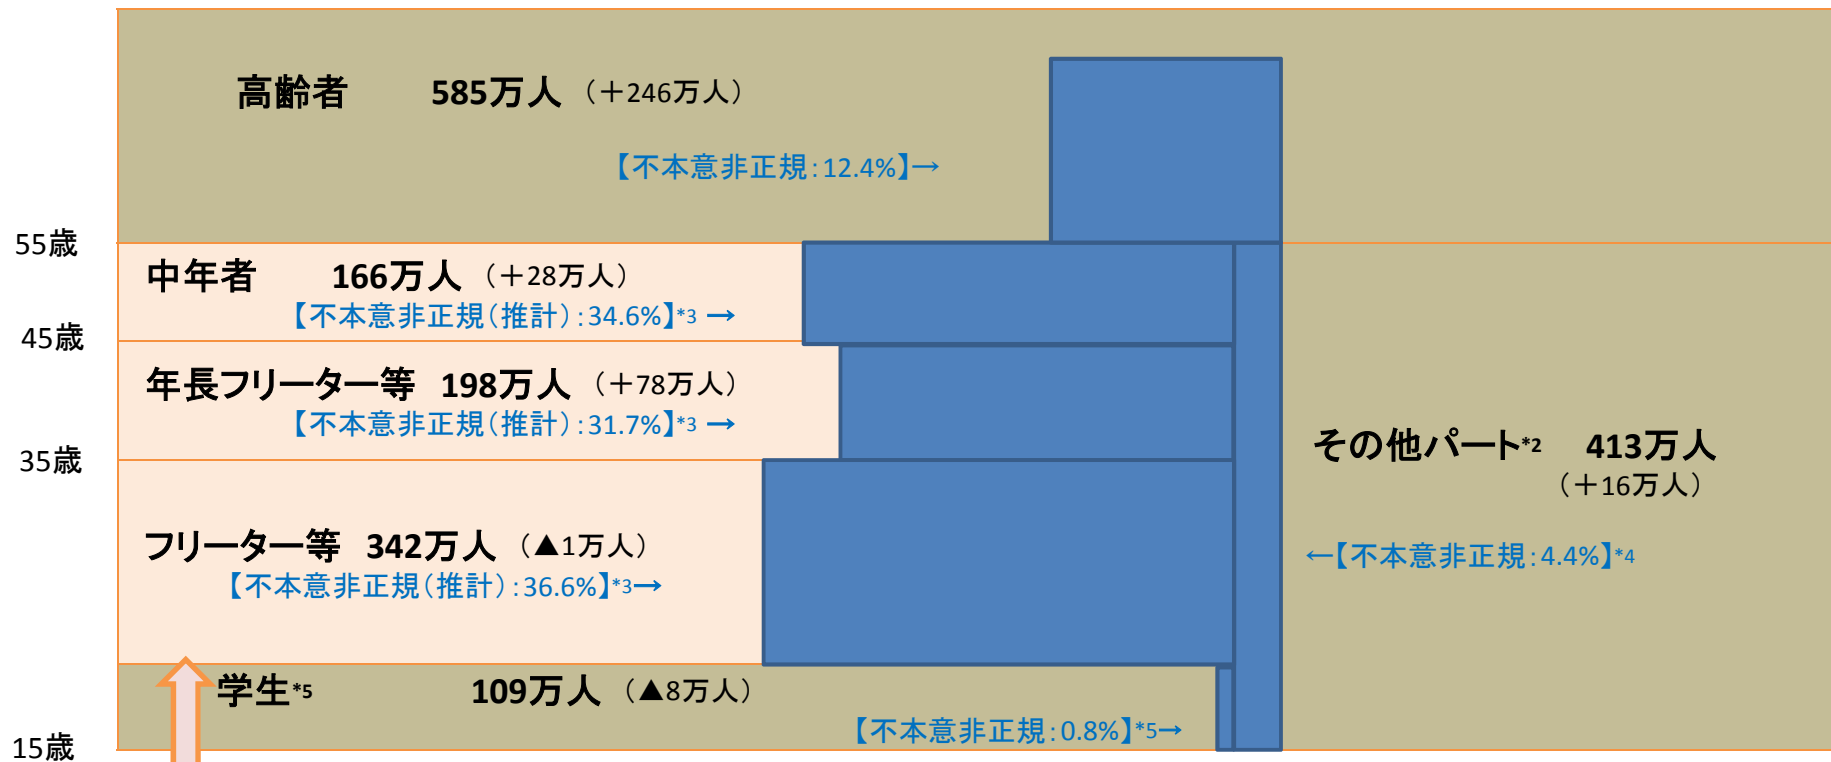 高齢者 585万人 （＋246万人）
【不本意非正規：12.4%】→
55歳
中年者 166万人 （＋28万人）
【不本意非正規（推計）：34.6%】*3 →
45歳
年長フリーター等 198万人 （＋78万人）
【不本意非正規（推計）：31.7%】*3 →
35歳
その他パート*2 413万人
（＋16万人）
フリーター等 342万人 （▲1万人）
←【不本意非正規：4.4%】*4
【不本意非正規（推計）：36.6%】*3→
学生*5 109万人 （▲8万人）
【不本意非正規：0.8%】*5→
15歳